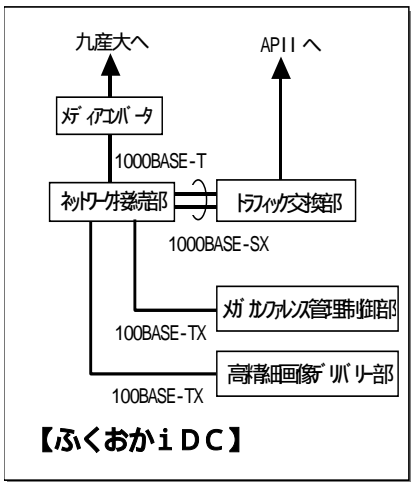 九産大へ
APIIへ
メディアコンバータ
1000BASE-T
ネットワーク接続部
トラフィック交換部
1000BASE-SX
メガカンファレンス管理制御部
100BASE-TX
高精細画像デリバリー部
100BASE-TX
【ふくおかｉＤＣ】